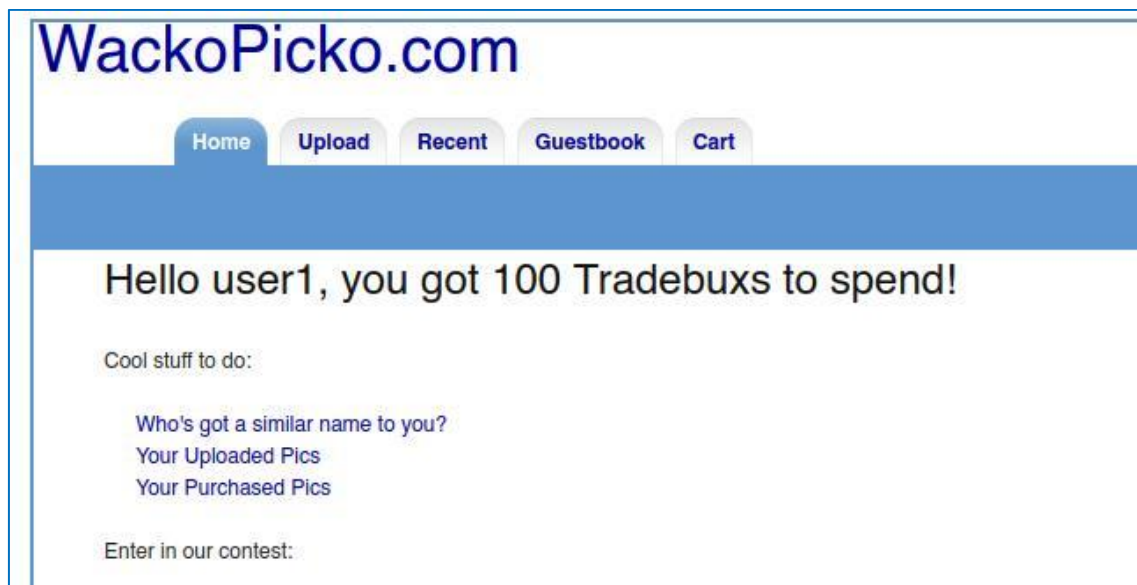 WackoPicko.com
Home Upload Recent Guestbook Cart
Hello user1, you got 100 Tradebuxs to spend!
Cool stuff to do:
Who's got a similar name to you?
Your Uploaded Pics
Your Purchased Pics
Enter in our contest: